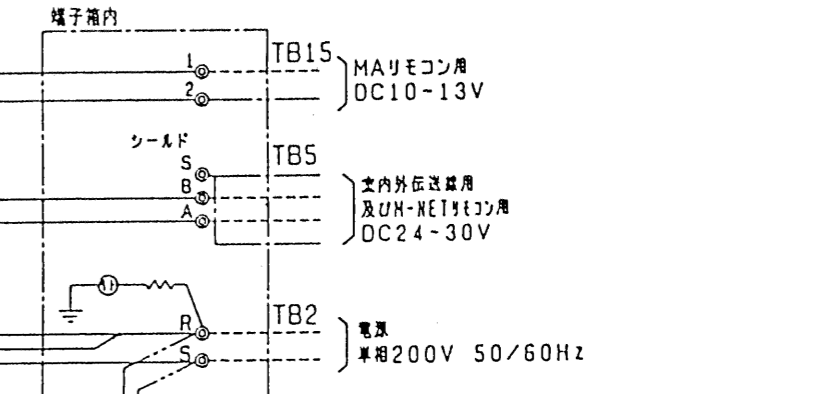 端子箱内
1
TB15
MAリモコン用
2
DC10~13V
シールド
S
TB5
B
室内外伝送線用
及びM-NETリモコン用
A
DC24~30V
R
TB2
電源
S
単相200V 50/60Hz